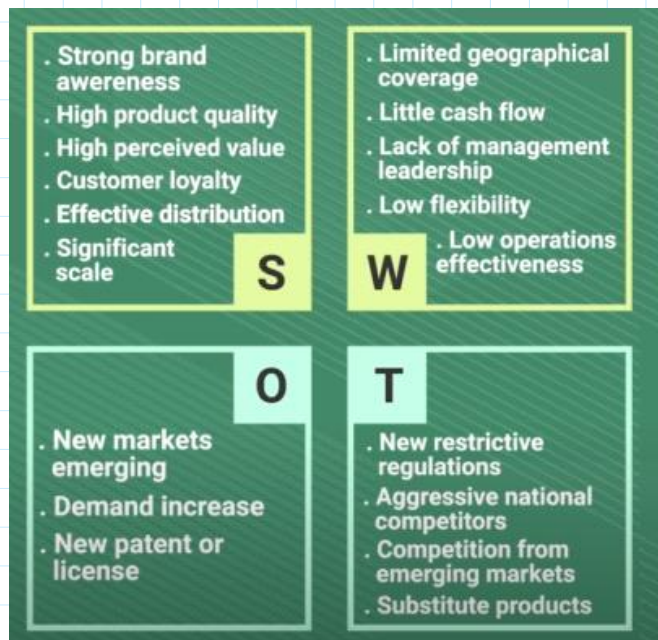 . Strong brand
awereness
. High product quality
. High perceived value
. Customer loyalty
. Effective distribution
. Significant
scale
S
. Limited geographical
coverage
. Little cash flow
. Lack of management
leadership
. Low flexibility
. Low operations
effectiveness
W
O
. New markets
emerging
. Demand increase
. New patent or
license
T
. New restrictive
regulations
. Aggressive national
competitors
. Competition from
emerging markets
. Substitute products